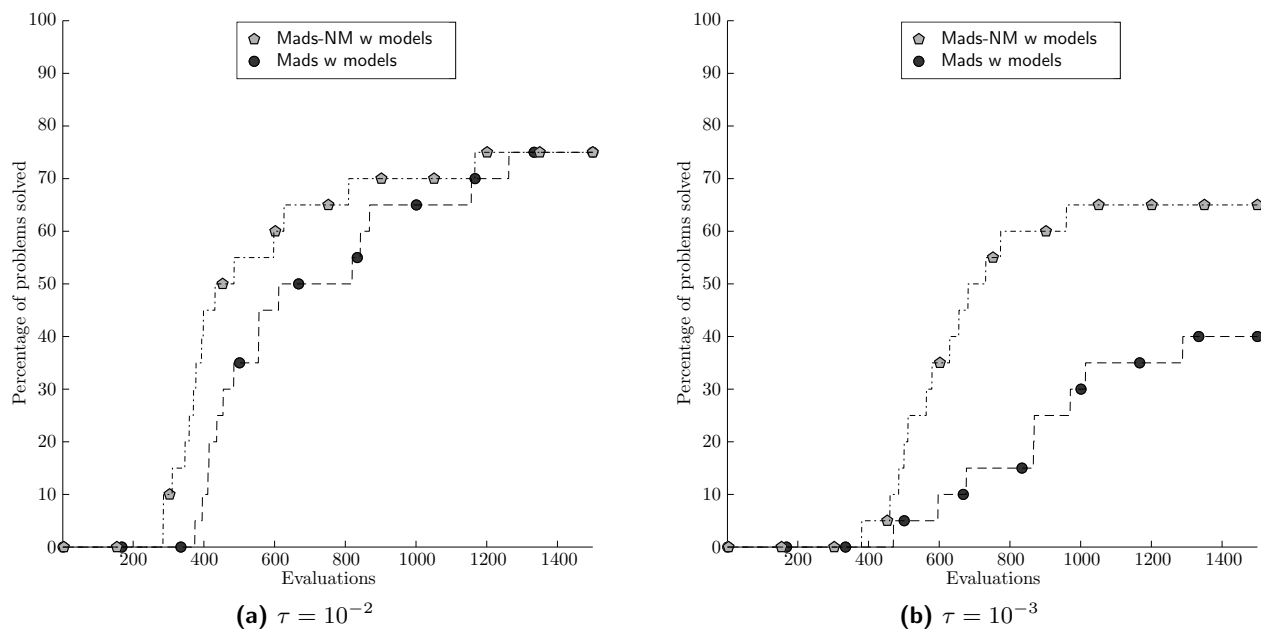 100
90
80
70
60
50
40
30
20
10
0
Percentage of problems solved
Mads-NM w models
Mads w models
200 400 600 800 1000 1200 1400
Evaluations
(a) τ = 10⁻²
100
90
80
70
60
50
40
30
20
10
0
Percentage of problems solved
Mads-NM w models
Mads w models
200 400 600 800 1000 1200 1400
Evaluations
(b) τ = 10⁻³